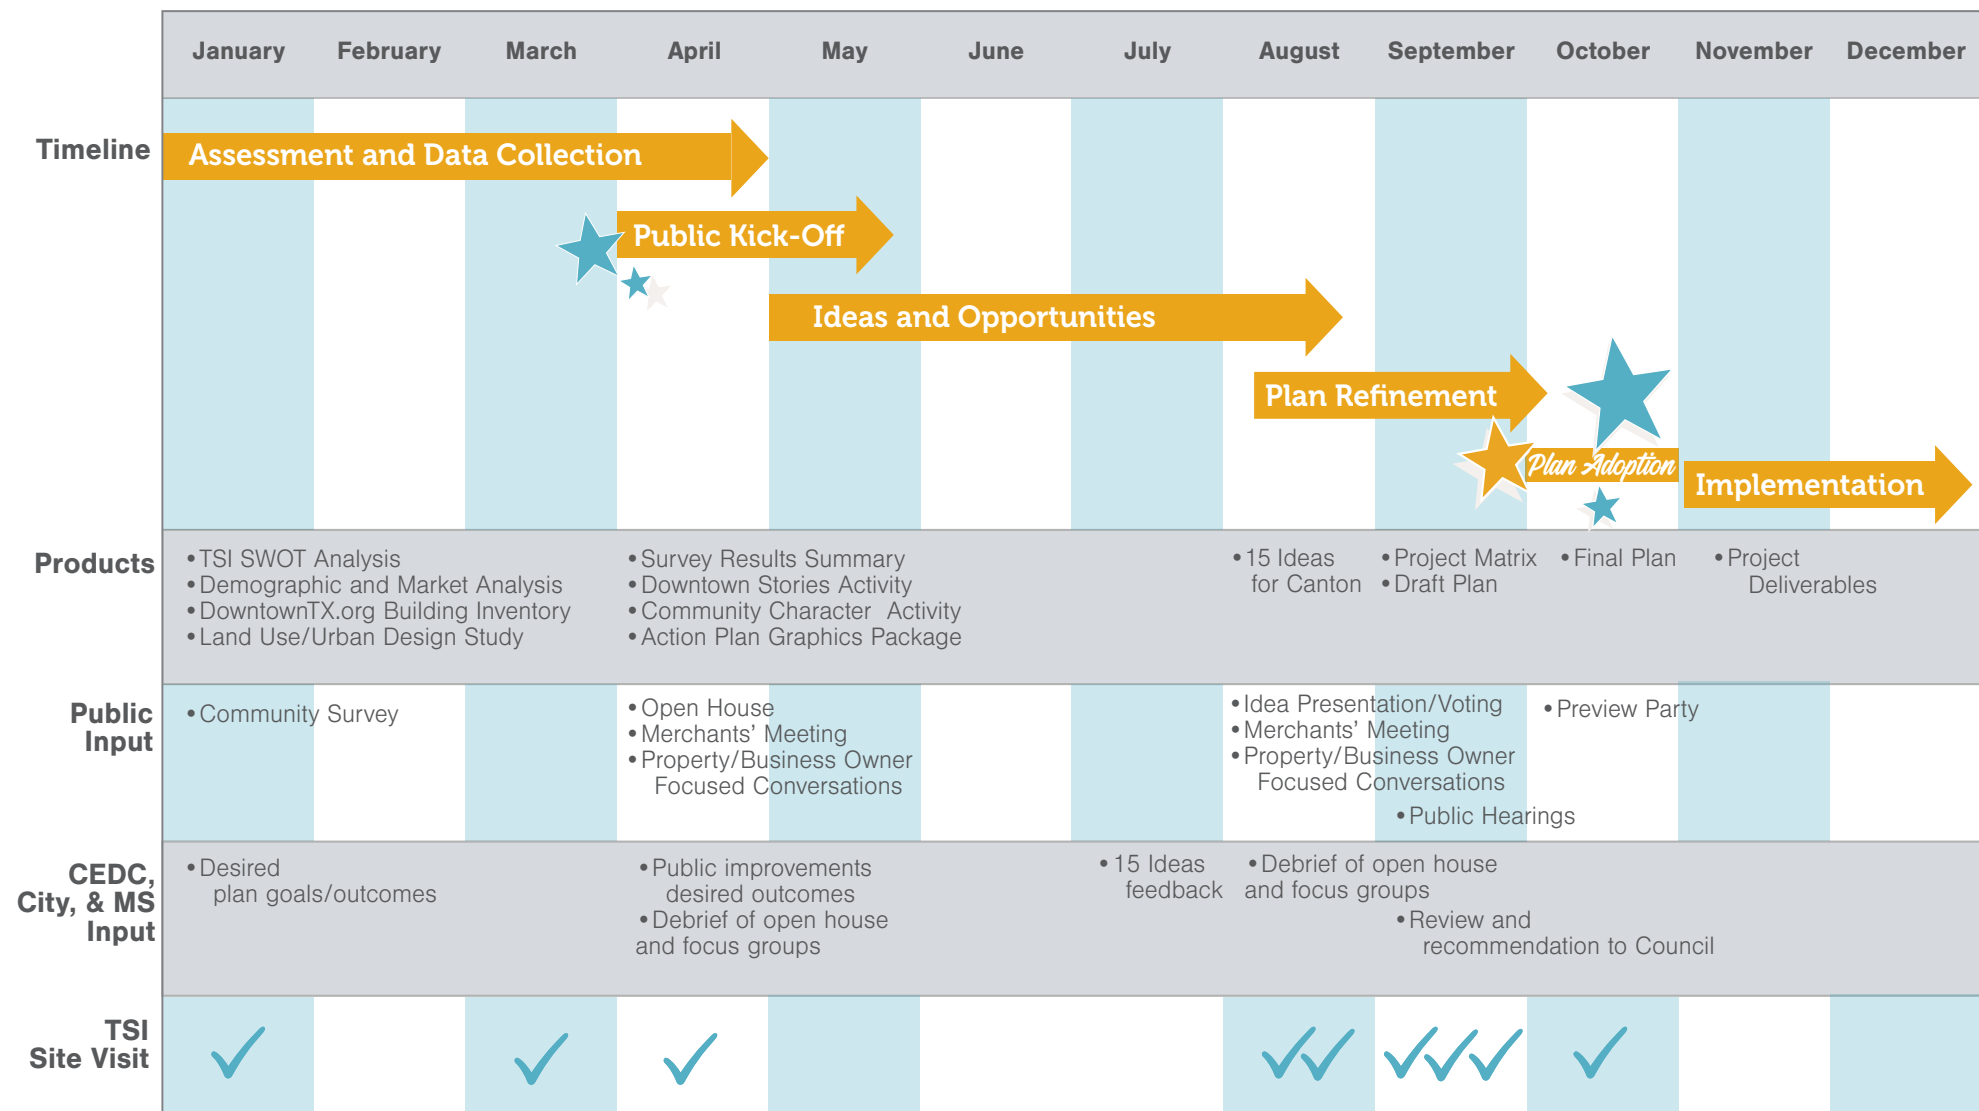 January February March April May June July August September October November December
Timeline
Assessment and Data Collection
Public Kick-Off
Ideas and Opportunities
Plan Refinement
Plan Adoption
Implementation
Products
•TSI SWOT Analysis
•Demographic and Market Analysis
•DowntownTX.org Building Inventory
•Land Use/Urban Design Study
•Survey Results Summary
•Downtown Stories Activity
•Community Character Activity
•Action Plan Graphics Package
•15 Ideas
for Canton
•Project Matrix
•Draft Plan
•Final Plan
•Project
Deliverables
Public
Input
•Community Survey
•Open House
•Merchants’ Meeting
•Property/Business Owner
Focused Conversations
•Idea Presentation/Voting
•Merchants’ Meeting
•Property/Business Owner
Focused Conversations
•Public Hearings
•Preview Party
CEDC,
City, & MS
Input
•Desired
plan goals/outcomes
•Public improvements
desired outcomes
•Debrief of open house
and focus groups
•15 Ideas
feedback
•Debrief of open house
and focus groups
•Review and
recommendation to Council
TSI
Site Visit